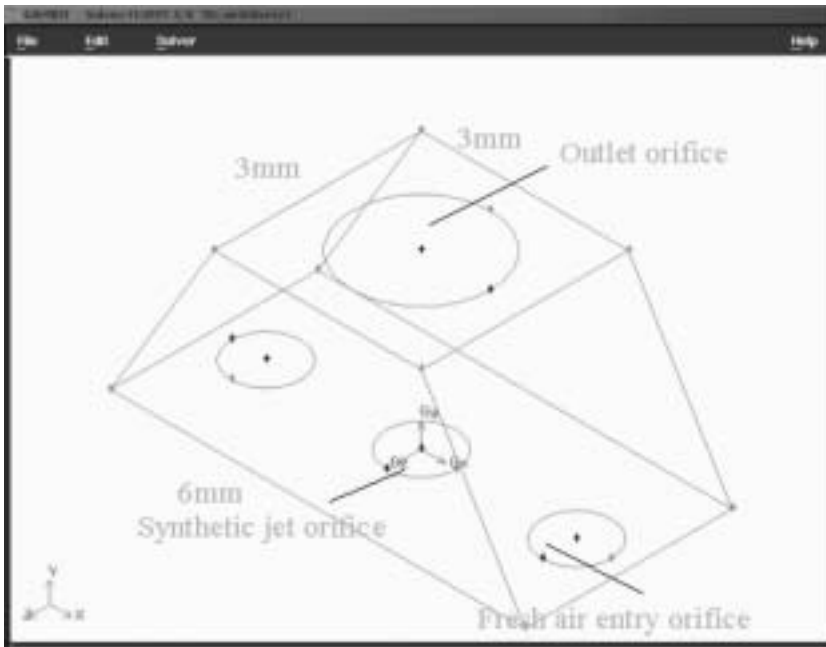 File Edit Solver Help
3mm
3mm
Outlet orifice
6mm
Synthetic jet orifice
Fresh air entry orifice
Y
Z X